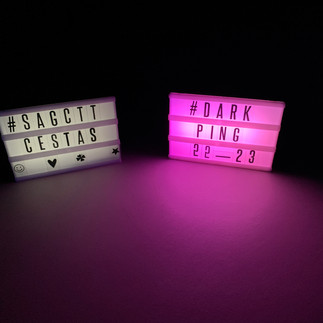 #SAGCTT
CESTAS
#DARK
PING
22—23